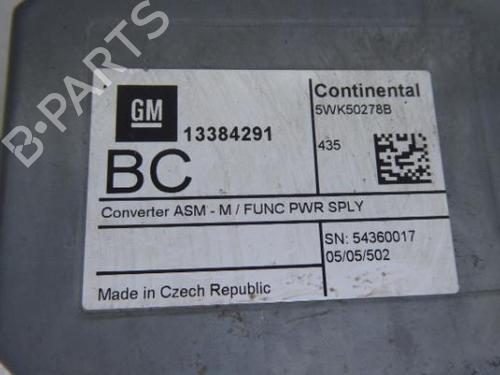 GM
13384291
BC
Continental
5WK50278B
435
Converter ASM - M / FUNC PWR SPLY
SN: 54360017
05/05/502
Made in Czech Republic
B-PARTS